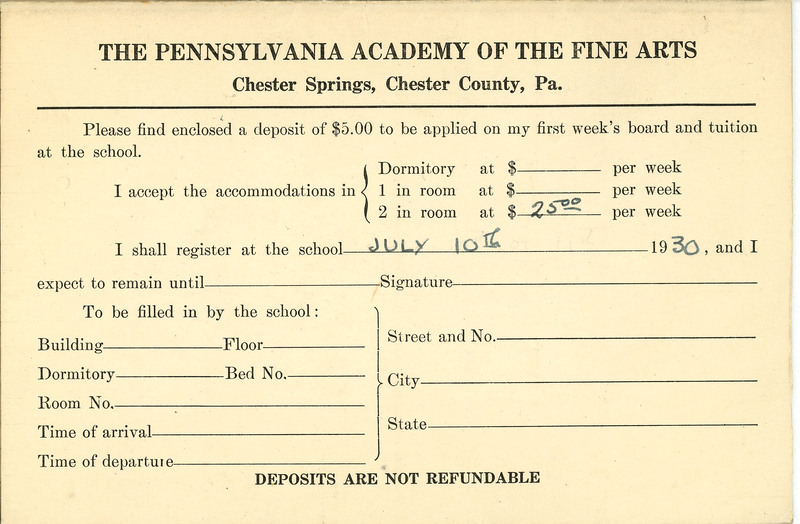 THE PENNSYLVANIA ACADEMY OF THE FINE ARTS
Chester Springs, Chester County, Pa.
Please find enclosed a deposit of $5.00 to be applied on my first week's board and tuition
at the school.
I accept the accommodations in
Dormitory at $ per week
1 in room at $ per week
2 in room at $ 25 00 per week
I shall register at the school JULY 10th 1930, and I
expect to remain until Signature
To be filled in by the school:
Building Floor
Dormitory Bed No.
Room No.
Time of arrival
Time of departure
Street and No.
City
State
DEPOSITS ARE NOT REFUNDABLE